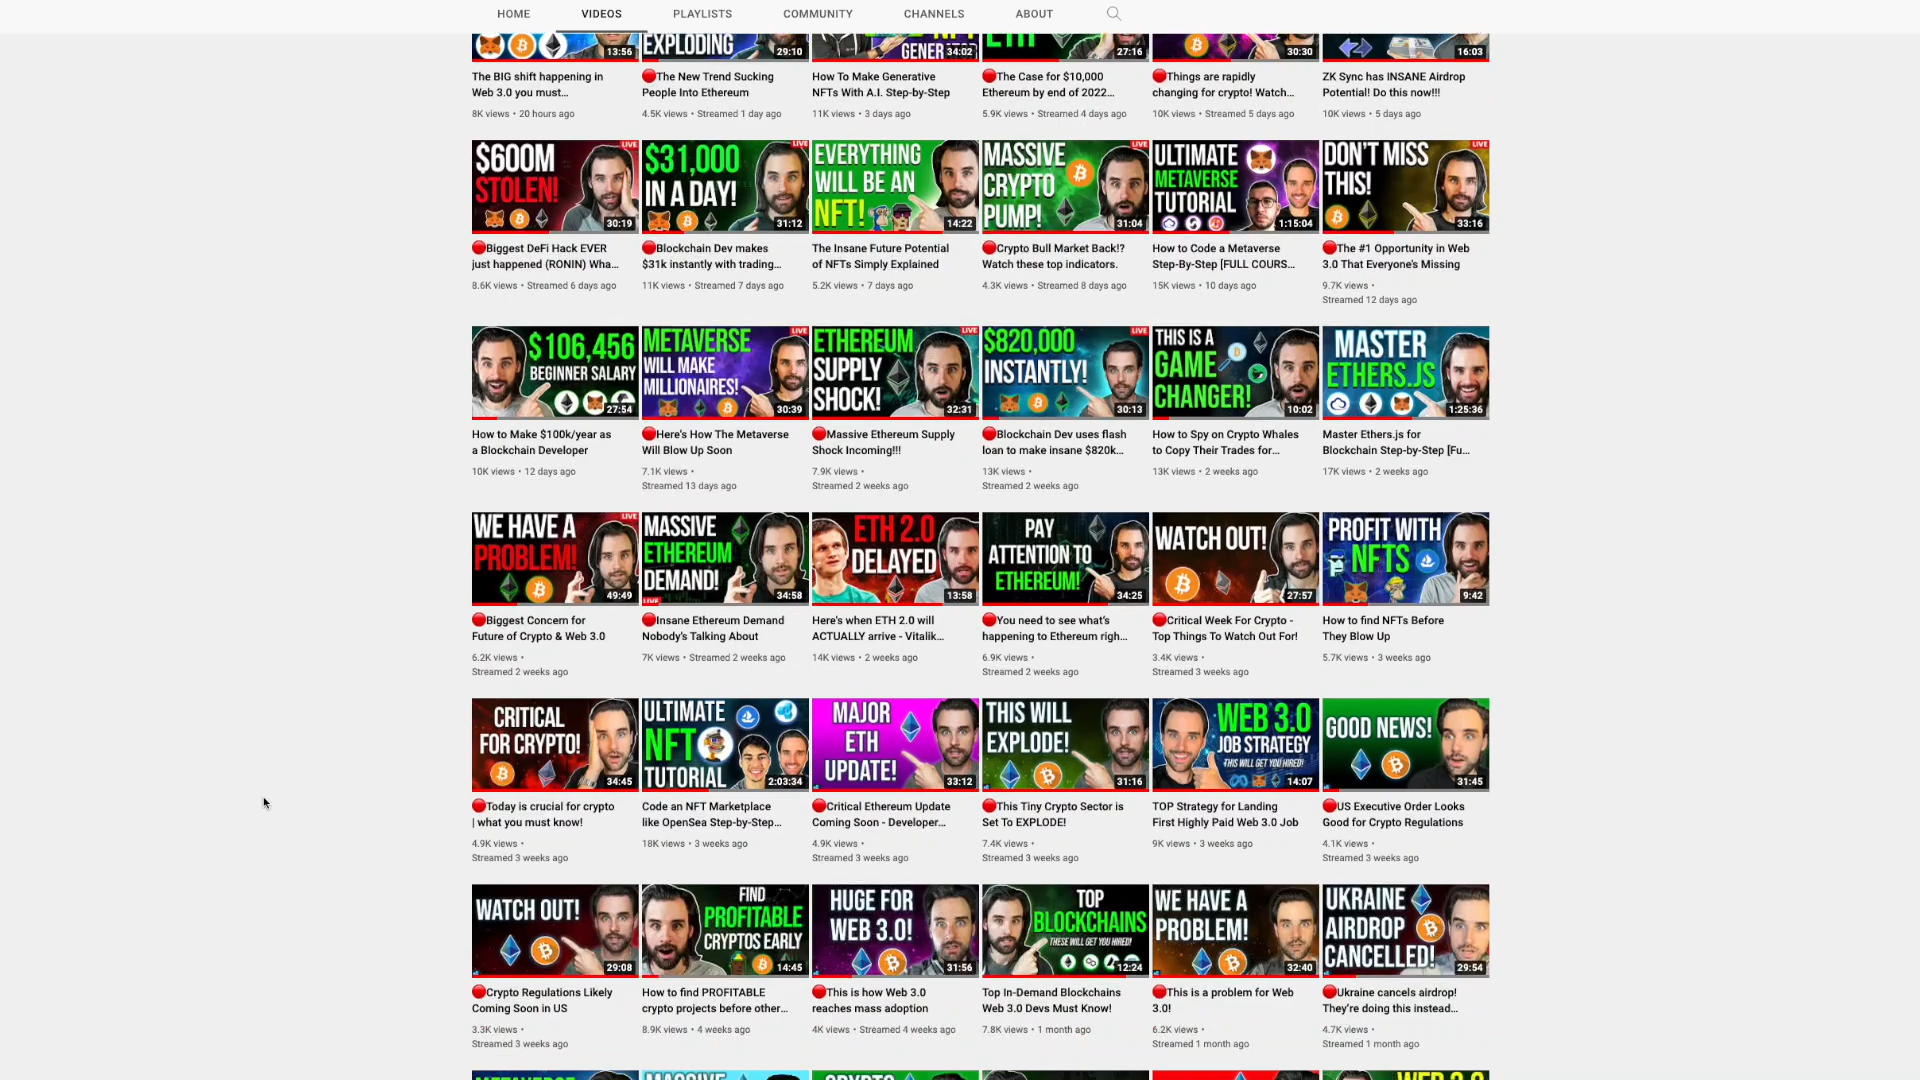 HOME VIDEOS PLAYLISTS COMMUNITY CHANNELS ABOUT
13:56
EXPLODING
29:10
34:02
ETH
27:16
30:30
16:03
The BIG shift happening in
Web 3.0 you must...
8K views • 20 hours ago
🔴The New Trend Sucking
People Into Ethereum
4.5K views • Streamed 1 day ago
How To Make Generative
NFTs With A.I. Step-by-Step
11K views • 3 days ago
🔴The Case for $10,000
Ethereum by end of 2022...
5.9K views • Streamed 4 days ago
🔴Things are rapidly
changing for crypto! Watch...
10K views • Streamed 5 days ago
ZK Sync has INSANE Airdrop
Potential! Do this now!!!
10K views • 5 days ago
LIVE
$600M
STOLEN!
30:19
🔴Biggest DeFi Hack EVER
just happened (RONIN) Wha...
8.6K views • Streamed 6 days ago
LIVE
$31,000
IN A DAY!
31:12
🔴Blockchain Dev makes
$31k instantly with trading...
11K views • Streamed 7 days ago
EVERYTHING
WILL BE AN
NFT!
14:22
The Insane Future Potential
of NFTs Simply Explained
5.2K views • 7 days ago
LIVE
MASSIVE
CRYPTO
PUMP!
31:04
🔴Crypto Bull Market Back!?
Watch these top indicators.
4.3K views • Streamed 8 days ago
ULTIMATE
METAVERSE
TUTORIAL
1:15:04
How to Code a Metaverse
Step-By-Step [FULL COURS...
15K views • 10 days ago
LIVE
DON'T MISS
THIS!
33:16
🔴The #1 Opportunity in Web
3.0 That Everyone's Missing
9.7K views •
Streamed 12 days ago
$106,456
BEGINNER SALARY
27:54
How to Make $100k/year as
a Blockchain Developer
10K views • 12 days ago
LIVE
METAVERSE
WILL MAKE
MILLIONAIRES!
30:39
🔴Here's How The Metaverse
Will Blow Up Soon
7.1K views •
Streamed 13 days ago
LIVE
ETHEREUM
SUPPLY
SHOCK!
32:31
🔴Massive Ethereum Supply
Shock Incoming!!!
7.9K views •
Streamed 2 weeks ago
LIVE
$820,000
INSTANTLY!
30:13
🔴Blockchain Dev uses flash
loan to make insane $820k...
13K views •
Streamed 2 weeks ago
THIS IS A
GAME
CHANGER!
10:02
How to Spy on Crypto Whales
to Copy Their Trades for...
13K views • 2 weeks ago
MASTER
ETHERS.JS
1:25:36
Master Ethers.js for
Blockchain Step-by-Step [Fu...
17K views • 2 weeks ago
LIVE
WE HAVE A
PROBLEM!
49:49
🔴Biggest Concern for
Future of Crypto & Web 3.0
6.2K views •
Streamed 2 weeks ago
MASSIVE
ETHEREUM
DEMAND!
LIVE
34:58
🔴Insane Ethereum Demand
Nobody's Talking About
7K views • Streamed 2 weeks ago
ETH 2.0
DELAYED
13:58
Here's when ETH 2.0 will
ACTUALLY arrive - Vitalik...
14K views • 2 weeks ago
PAY
ATTENTION TO
ETHEREUM!
34:25
🔴You need to see what's
happening to Ethereum righ...
6.9K views •
Streamed 2 weeks ago
WATCH OUT!
27:57
🔴Critical Week For Crypto -
Top Things To Watch Out For!
3.4K views •
Streamed 3 weeks ago
PROFIT WITH
NFTS
9:42
How to find NFTs Before
They Blow Up
5.7K views • 3 weeks ago
CRITICAL
FOR CRYPTO!
34:45
🔴Today is crucial for crypto
| what you must know!
4.9K views •
Streamed 3 weeks ago
ULTIMATE
NFT
TUTORIAL
2:03:34
Code an NFT Marketplace
like OpenSea Step-by-Step...
18K views • 3 weeks ago
MAJOR
ETH
UPDATE!
33:12
🔴Critical Ethereum Update
Coming Soon - Developer...
4.9K views •
Streamed 3 weeks ago
THIS WILL
EXPLODE!
31:16
🔴This Tiny Crypto Sector is
Set To EXPLODE!
7.4K views •
Streamed 3 weeks ago
WEB 3.0
JOB STRATEGY
THIS WILL GET YOU HIRED!
14:07
TOP Strategy for Landing
First Highly Paid Web 3.0 Job
9K views • 3 weeks ago
GOOD NEWS!
31:45
🔴US Executive Order Looks
Good for Crypto Regulations
4.1K views •
Streamed 3 weeks ago
WATCH OUT!
29:08
🔴Crypto Regulations Likely
Coming Soon in US
3.3K views •
Streamed 3 weeks ago
FIND
PROFITABLE
CRYPTOS EARLY
14:45
How to find PROFITABLE
crypto projects before other...
8.9K views • 4 weeks ago
HUGE FOR
WEB 3.0!
31:56
🔴This is how Web 3.0
reaches mass adoption
4K views • Streamed 4 weeks ago
TOP
BLOCKCHAINS
THESE WILL GET YOU HIRED!
12:24
Top In-Demand Blockchains
Web 3.0 Devs Must Know!
7.8K views • 1 month ago
WE HAVE A
PROBLEM!
32:40
🔴This is a problem for Web
3.0!
6.2K views •
Streamed 1 month ago
UKRAINE
AIRDROP
CANCELLED!
29:54
🔴Ukraine cancels airdrop!
They're doing this instead...
4.7K views •
Streamed 1 month ago
METAVERSE
MASSIVE
CRYPTO
WEB 3.0